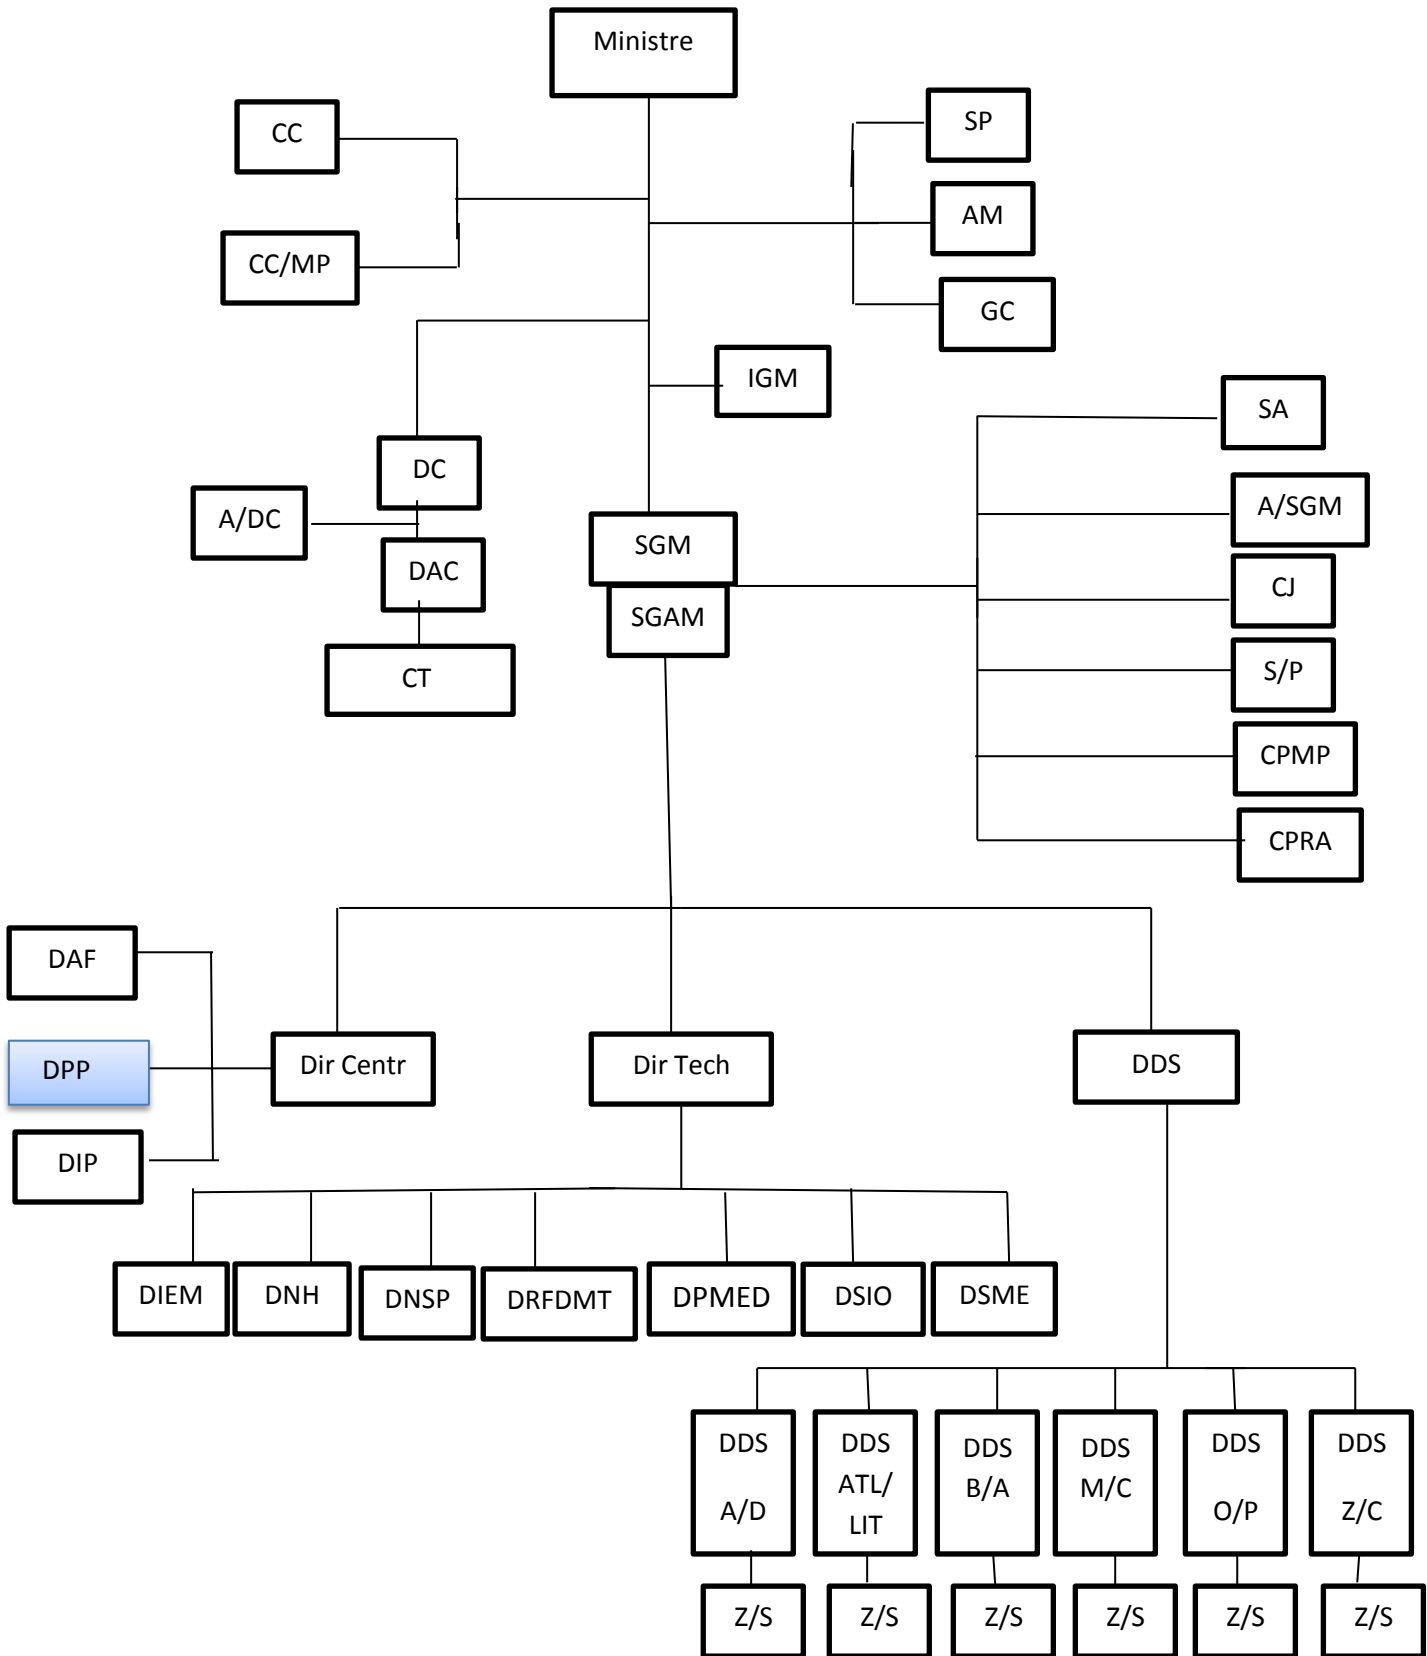 Ministre
CC
SP
AM
CC/MP
GC
IGM
SA
DC
A/DC
A/SGM
SGM
DAC
CJ
SGAM
CT
S/P
CPMP
CPRA
DAF
DPP
Dir Centr
Dir Tech
DDS
DIP
DIEM
DNH
DNSP
DRFDMT
DPMED
DSIO
DSME
DDS
A/D
DDS
ATL/
LIT
DDS
B/A
DDS
M/C
DDS
O/P
DDS
Z/C
Z/S
Z/S
Z/S
Z/S
Z/S
Z/S